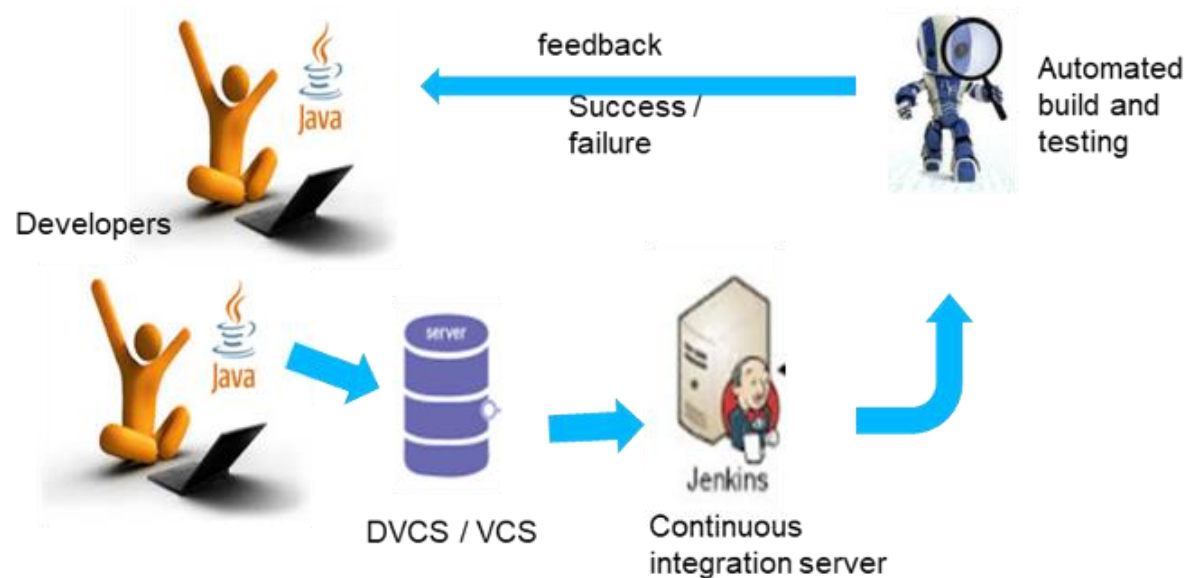 feedback
Success /
failure
Automated
build and
testing
Java
Developers
Java
server
Jenkins
DVCS / VCS
Continuous
integration server